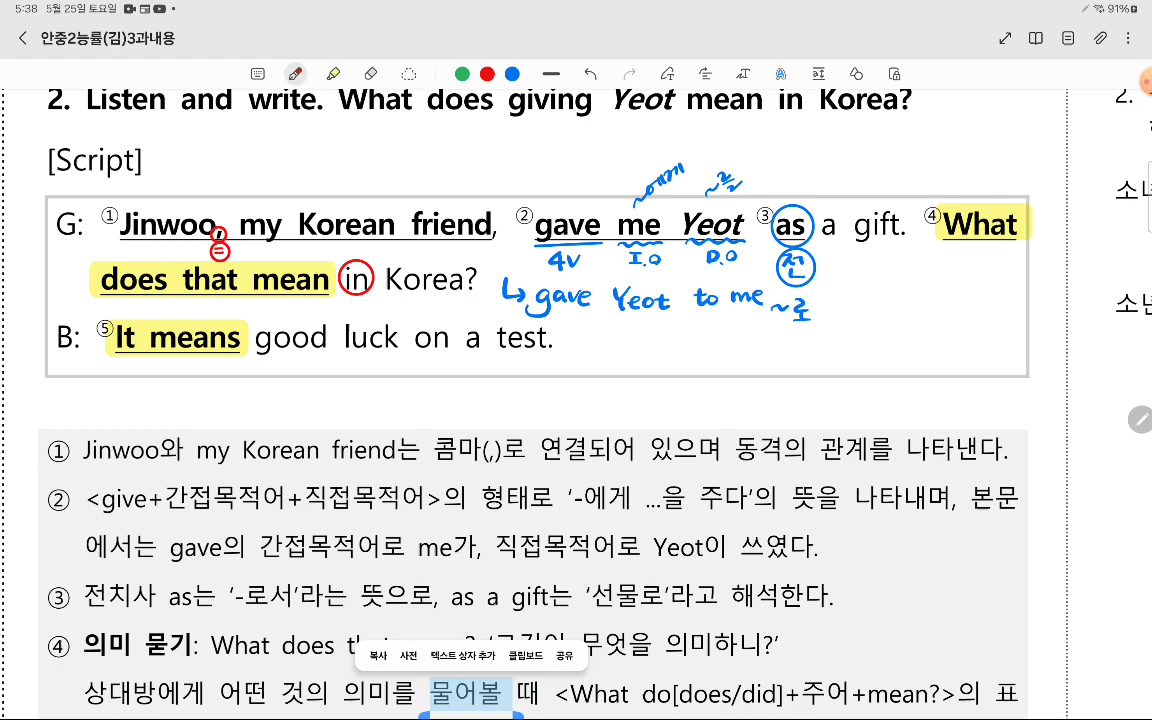 5:38 5월 25일 토요일 91%
안중2능률(김)3과내용
2. Listen and write. What does giving Yeot mean in Korea?
2.
[Script]
~에게 ~을/를
G: ①Jinwoo, my Korean friend, ②gave me Yeot ③as a gift. ④What
=
4V I.O D.O 전
does that mean in Korea?
↳ gave Yeot to me ~로
B: ⑤It means good luck on a test.
소년
소년
① Jinwoo와 my Korean friend는 콤마(,)로 연결되어 있으며 동격의 관계를 나타낸다.
② <give+간접목적어+직접목적어>의 형태로 ‘-에게 …을 주다’의 뜻을 나타내며, 본문
에서는 gave의 간접목적어로 me가, 직접목적어로 Yeot이 쓰였다.
③ 전치사 as는 ‘-로서’라는 뜻으로, as a gift는 ‘선물로’라고 해석한다.
④ 의미 묻기: What does 무엇을 의미하니?’
복사 사전 텍스트 상자 추가 클립보드 공유
상대방에게 어떤 것의 의미를 물어볼 때 <What do[does/did]+주어+mean?>의 표